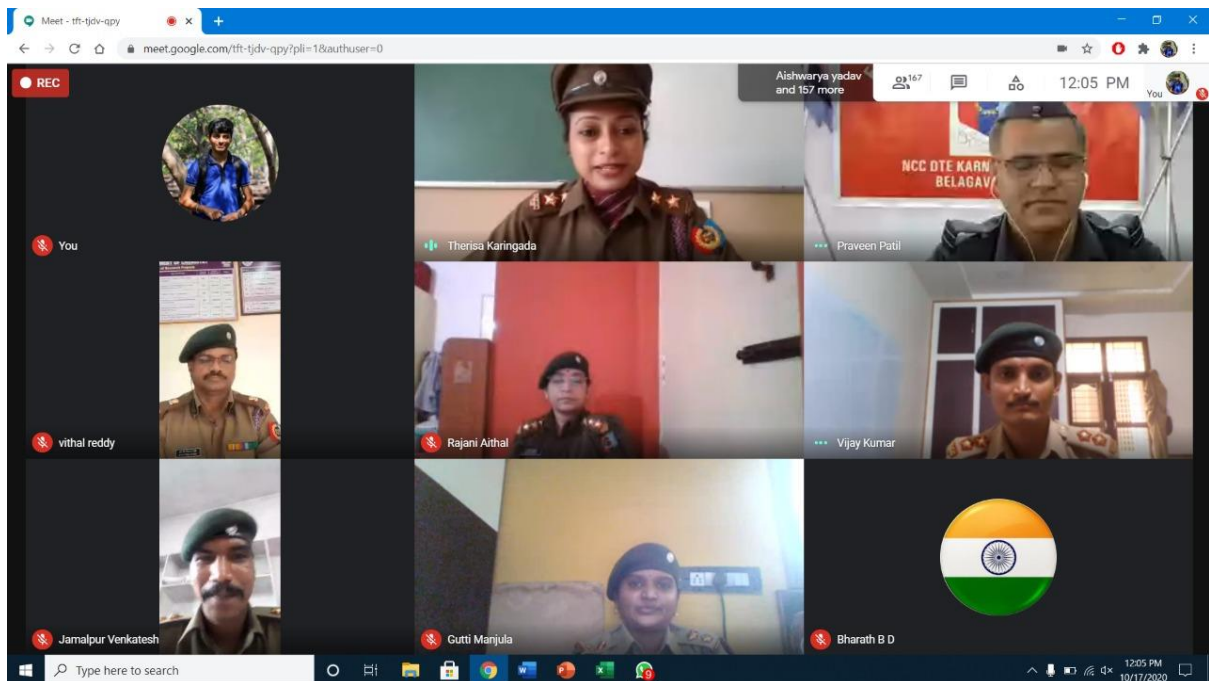 Meet - tft-tjdv-qpy
meet.google.com/tft-tjdv-qpy?pli=1&authuser=0
REC
Aishwarya yadav
and 157 more
167
12:05 PM
You
NCC DTE KARN
BELAGAV
You
Therisa Karingada
Praveen Patil
vithal reddy
Rajani Aithal
Vijay Kumar
Jamalpur Venkatesh
Gutti Manjula
Bharath B D
Type here to search
12:05 PM
10/17/2020